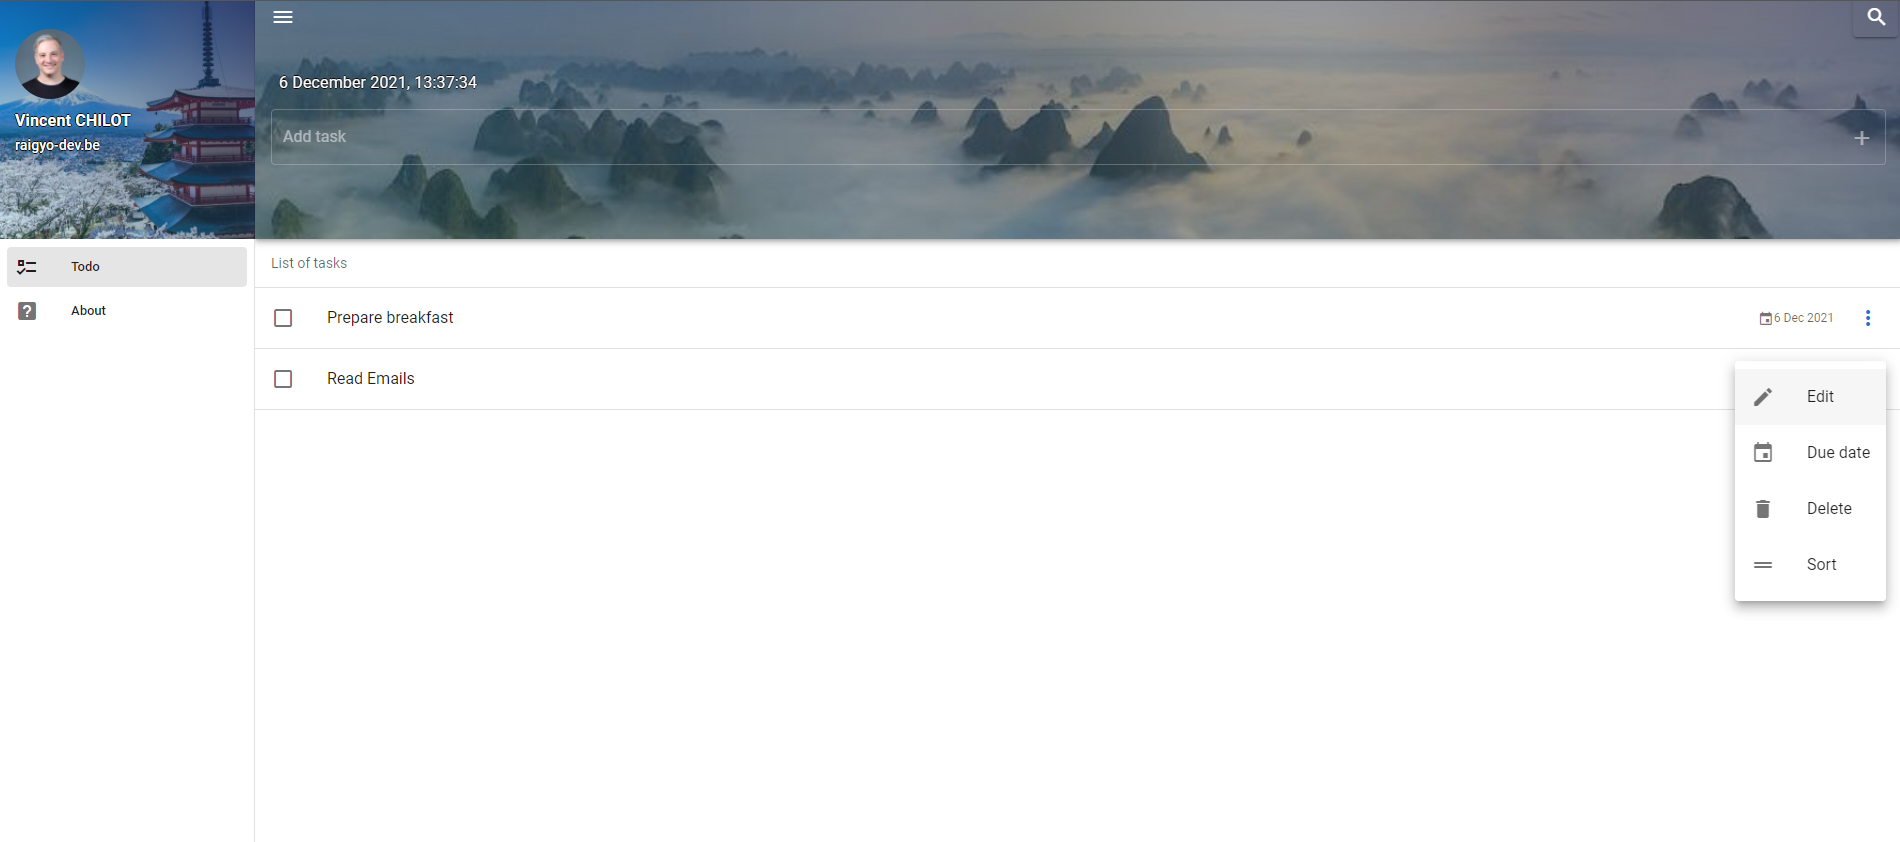 Vincent CHILOT
raigyo-dev.be
Todo
About
6 December 2021, 13:37:34
Add task
List of tasks
Prepare breakfast
6 Dec 2021
Read Emails
Edit
Due date
Delete
Sort